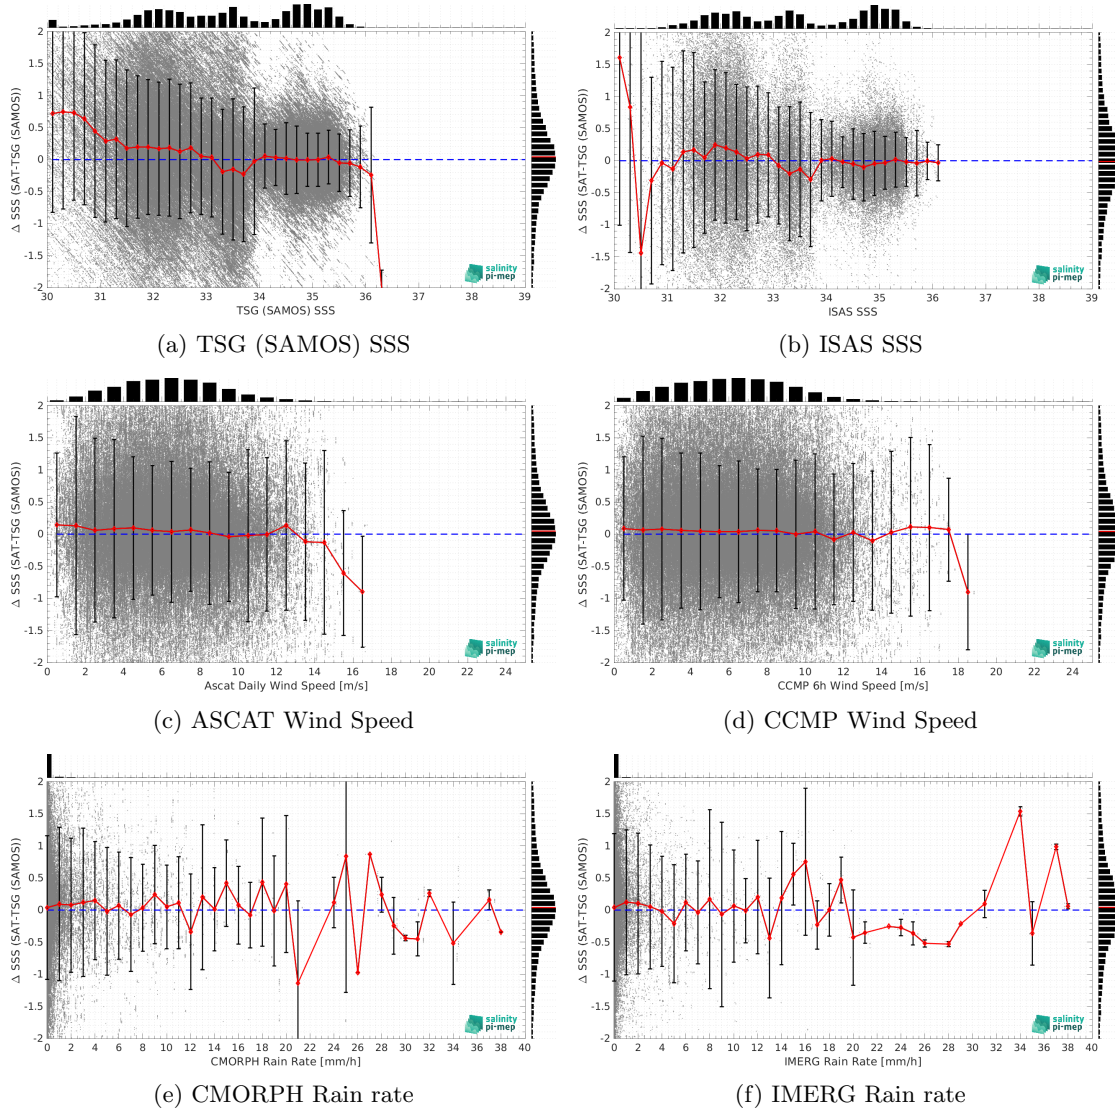 2
1.5
1
0.5
0
-0.5
-1
-1.5
-2
Δ SSS (SAT-TSG (SAMOS))
30 31 32 33 34 35 36 37 38 39
TSG (SAMOS) SSS
salinity
pi-mep
(a) TSG (SAMOS) SSS
2
1.5
1
0.5
0
-0.5
-1
-1.5
-2
Δ SSS (SAT-TSG (SAMOS))
30 31 32 33 34 35 36 37 38 39
ISAS SSS
salinity
pi-mep
(b) ISAS SSS
2
1.5
1
0.5
0
-0.5
-1
-1.5
-2
Δ SSS (SAT-TSG (SAMOS))
0 2 4 6 8 10 12 14 16 18 20 22 24
Ascat Daily Wind Speed [m/s]
salinity
pi-mep
(c) ASCAT Wind Speed
2
1.5
1
0.5
0
-0.5
-1
-1.5
-2
Δ SSS (SAT-TSG (SAMOS))
0 2 4 6 8 10 12 14 16 18 20 22 24
CCMP 6h Wind Speed [m/s]
salinity
pi-mep
(d) CCMP Wind Speed
2
1.5
1
0.5
0
-0.5
-1
-1.5
-2
Δ SSS (SAT-TSG (SAMOS))
0 2 4 6 8 10 12 14 16 18 20 22 24 26 28 30 32 34 36 38 40
CMORPH Rain Rate [mm/h]
salinity
pi-mep
(e) CMORPH Rain rate
2
1.5
1
0.5
0
-0.5
-1
-1.5
-2
Δ SSS (SAT-TSG (SAMOS))
0 2 4 6 8 10 12 14 16 18 20 22 24 26 28 30 32 34 36 38 40
IMERG Rain Rate [mm/h]
salinity
pi-mep
(f) IMERG Rain rate